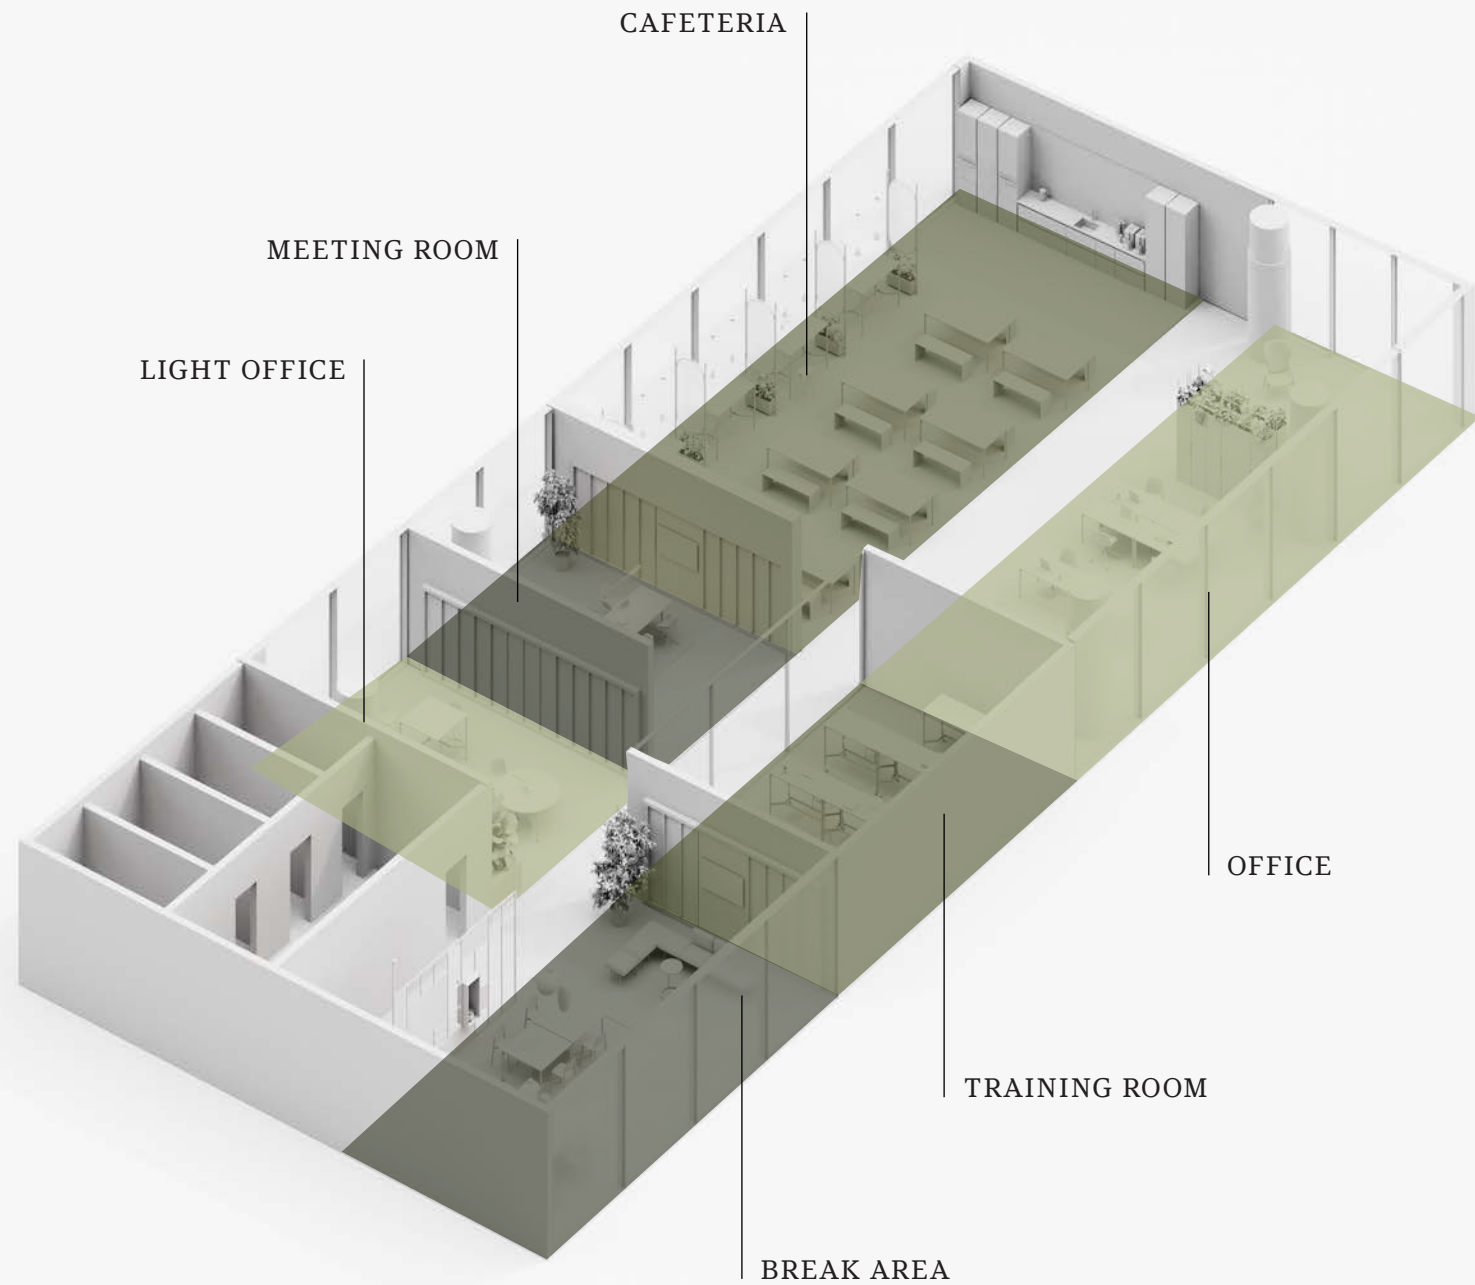 CAFETERIA
MEETING ROOM
LIGHT OFFICE
OFFICE
TRAINING ROOM
BREAK AREA